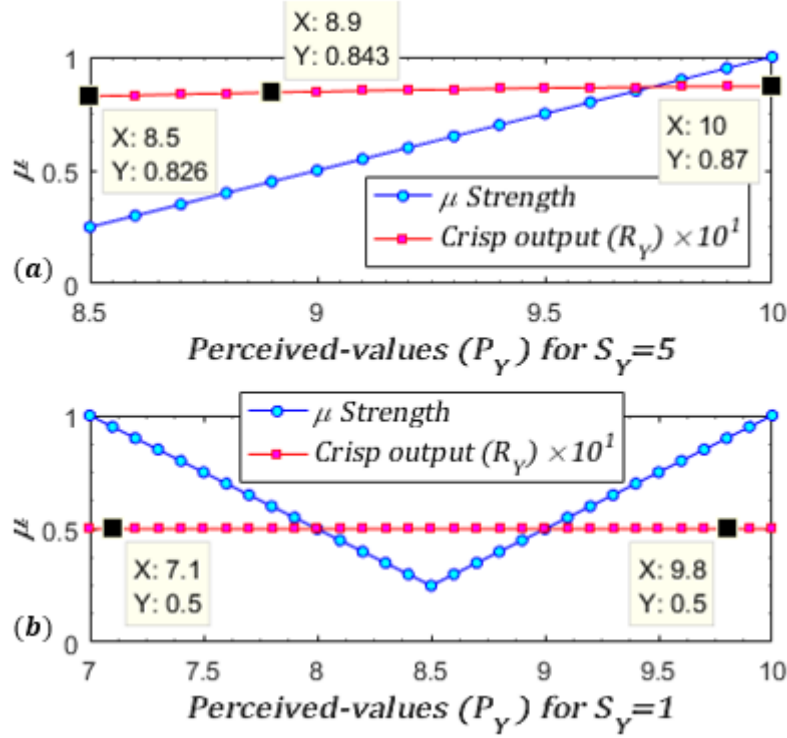 X: 8.9
Y: 0.843
1
X: 8.5
Y: 0.826
X: 10
Y: 0.87
μ
0.5
μ Strength
Crisp output (R_Y) ×10^1
(a)
0
8.5
9
9.5
10
Perceived-values (P_Y) for S_Y=5
1
μ Strength
Crisp output (R_Y) ×10^1
μ
0.5
X: 7.1
Y: 0.5
X: 9.8
Y: 0.5
(b)
0
7
7.5
8
8.5
9
9.5
10
Perceived-values (P_Y) for S_Y=1